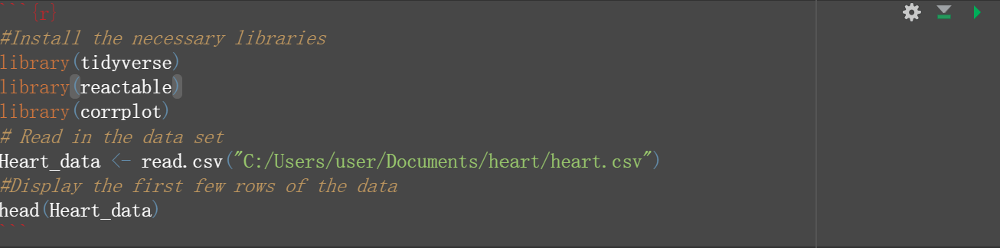 ```{r}
#Install the necessary libraries
library(tidyverse)
library(reactable)
library(corrplot)
# Read in the data set
Heart_data <- read.csv("C:/Users/user/Documents/heart/heart.csv")
#Display the first few rows of the data
head(Heart_data)
```